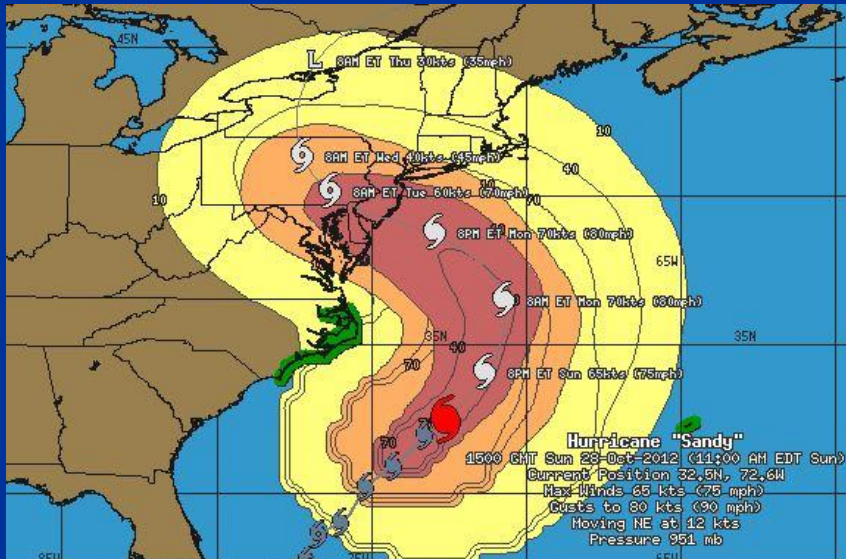 45N
L 8AM ET Thu 30kts (35mph)
10
40
8AM ET Wed 40kts (45mph)
10
10
70
8AM ET Tue 60kts (70mph)
8PM ET Mon 70kts (80mph)
65W
8AM ET Mon 70kts (80mph)
35N
40
35N
70
8PM ET Sun 65kts (75mph)
70
Hurricane "Sandy"
1500 GMT Sun 28-Oct-2012 (11:00 AM EDT Sun)
Current Position 32.5N, 72.6W
Max Winds 65 kts (75 mph)
Gusts to 80 kts (90 mph)
Moving NE at 12 kts
Pressure 951 mb
85W
75W
65W